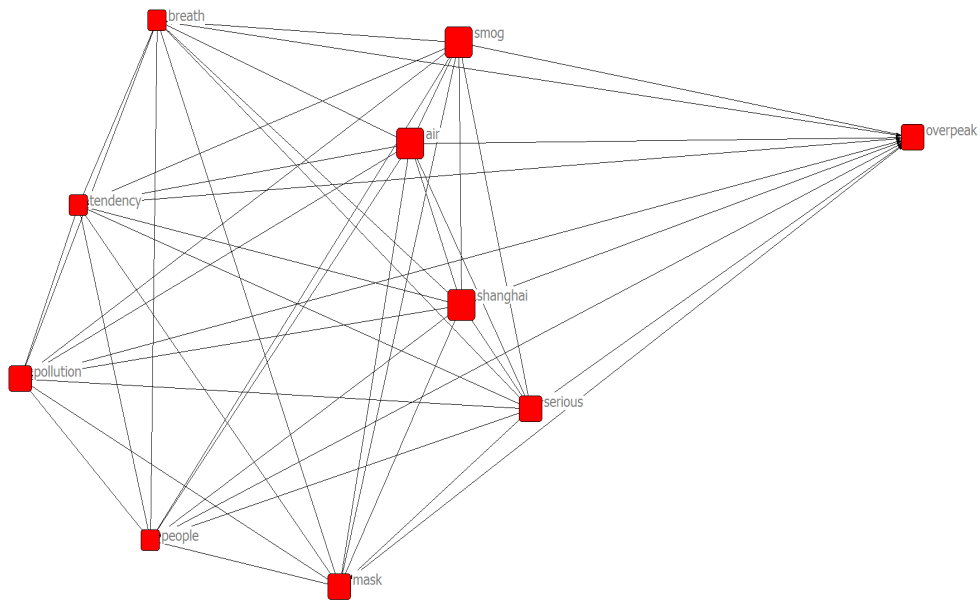 breath
smog
overpeak
air
tendency
shanghai
pollution
serious
people
mask